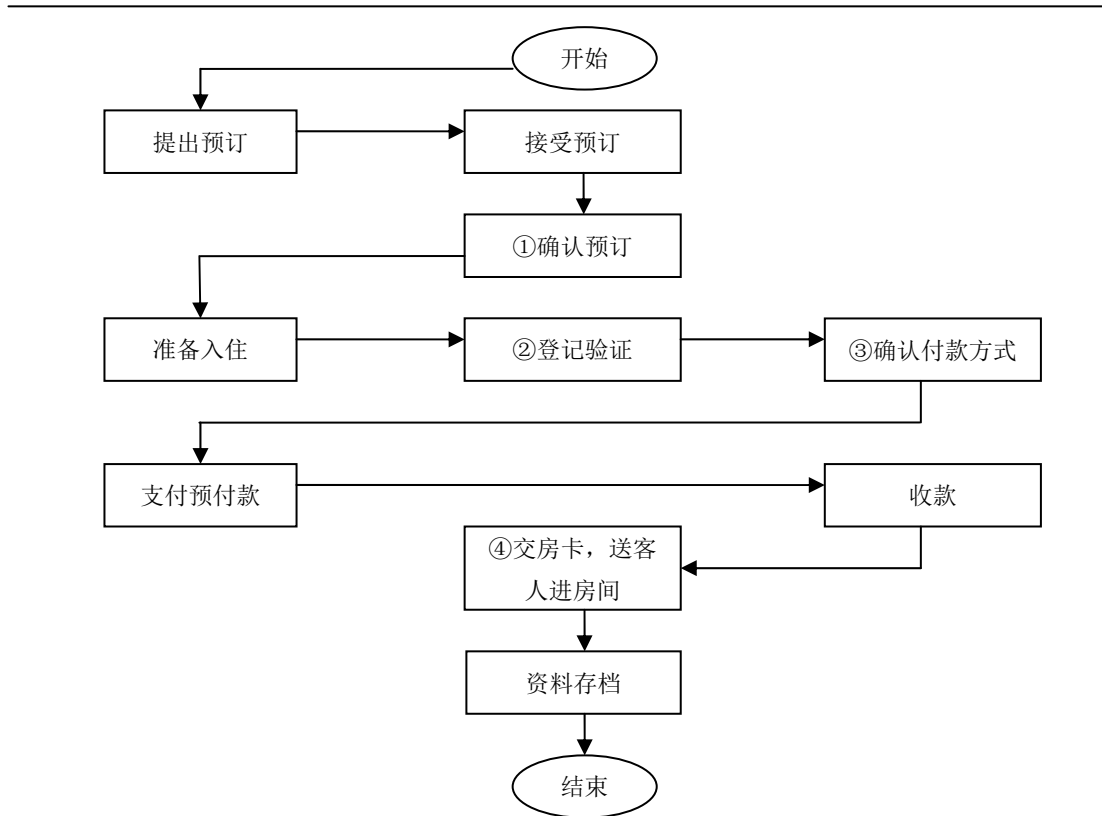 开始
提出预订
接受预订
①确认预订
准备入住
②登记验证
③确认付款方式
支付预付款
收款
④交房卡，送客
人进房间
资料存档
结束